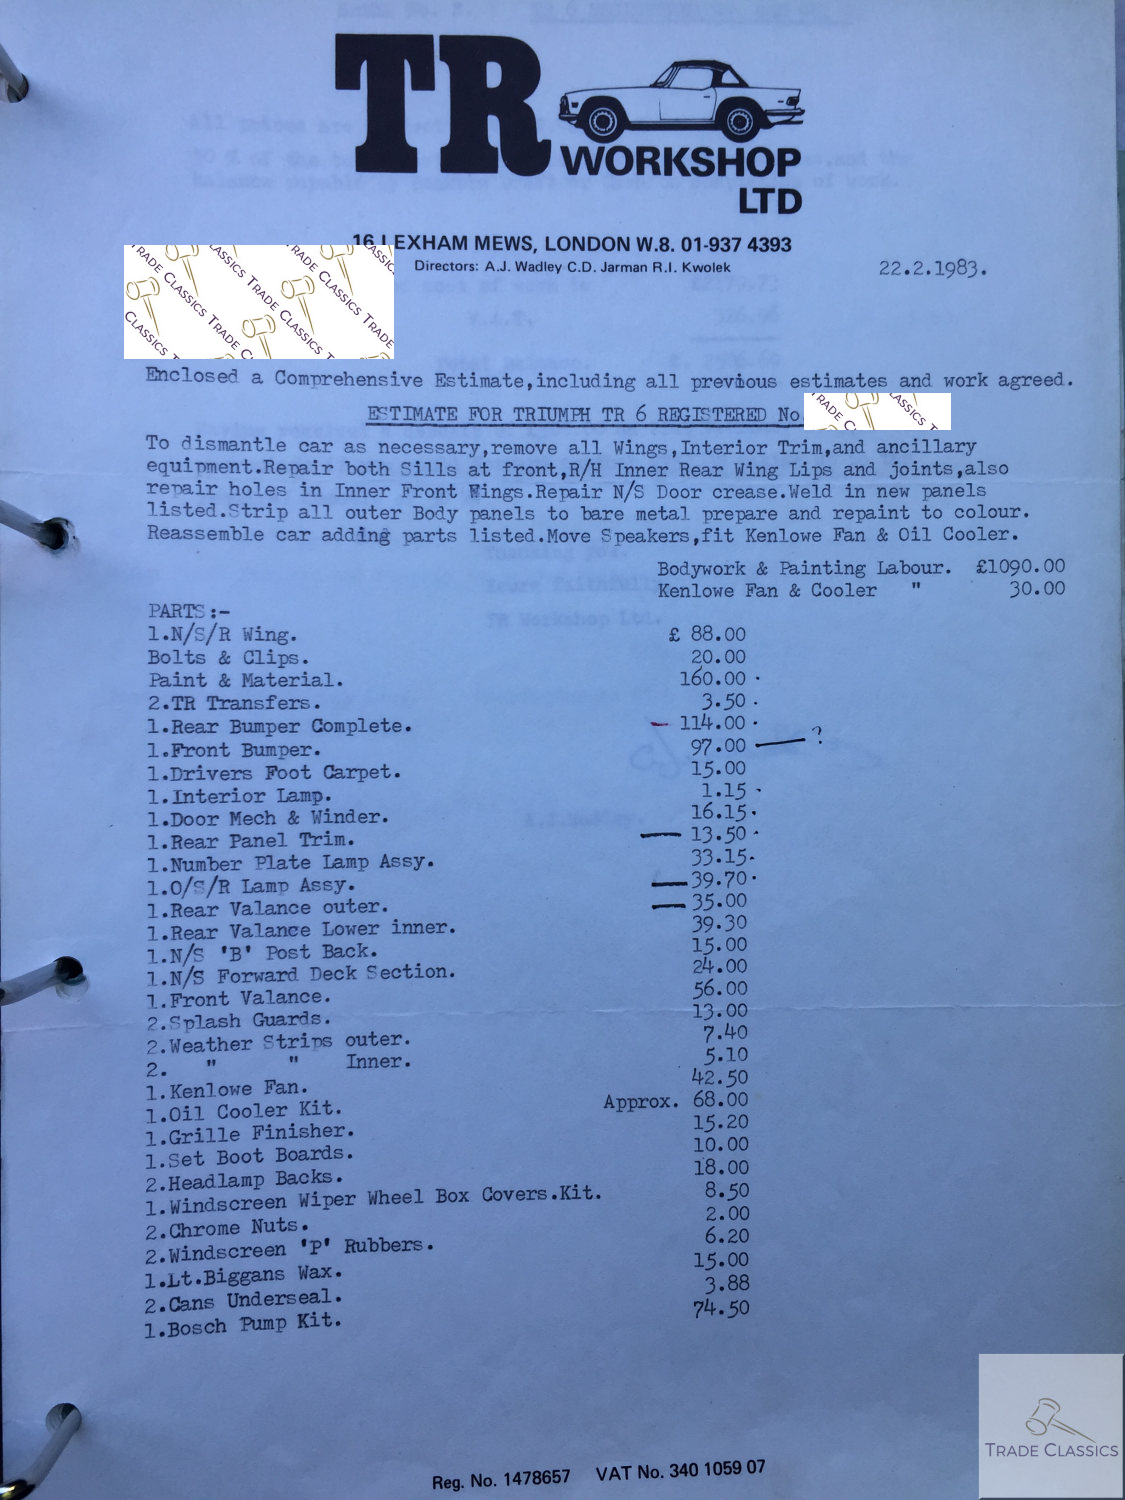 TR
WORKSHOP
LTD
16 LEXHAM MEWS, LONDON W.8. 01-937 4393
Directors: A.J. Wadley C.D. Jarman R.I. Kwolek
22.2.1983.
Enclosed a Comprehensive Estimate,including all previous estimates and work agreed.
ESTIMATE FOR TRIUMPH TR 6 REGISTERED No.
To dismantle car as necessary,remove all Wings,Interior Trim,and ancillary
equipment.Repair both Sills at front,R/H Inner Rear Wing Lips and joints,also
repair holes in Inner Front Wings.Repair N/S Door crease.Weld in new panels
listed.Strip all outer Body panels to bare metal prepare and repaint to colour.
Reassemble car adding parts listed.Move Speakers,fit Kenlowe Fan & Oil Cooler.
Bodywork & Painting Labour. £1090.00
Kenlowe Fan & Cooler " 30.00
PARTS:-
1.N/S/R Wing. £ 88.00
Bolts & Clips. 20.00
Paint & Material. 160.00
2.TR Transfers. 3.50
1.Rear Bumper Complete. 114.00
1.Front Bumper. 97.00 — ?
1.Drivers Foot Carpet. 15.00
1.Interior Lamp. 1.15
1.Door Mech & Winder. 16.15
1.Rear Panel Trim. 13.50
1.Number Plate Lamp Assy. 33.15
1.O/S/R Lamp Assy. 39.70
1.Rear Valance outer. 35.00
1.Rear Valance Lower inner. 39.30
1.N/S 'B' Post Back. 15.00
1.N/S Forward Deck Section. 24.00
1.Front Valance. 56.00
2.Splash Guards. 13.00
2.Weather Strips outer. 7.40
2. " " Inner. 5.10
1.Kenlowe Fan. 42.50
1.Oil Cooler Kit. Approx. 68.00
1.Grille Finisher. 15.20
1.Set Boot Boards. 10.00
2.Headlamp Backs. 18.00
1.Windscreen Wiper Wheel Box Covers.Kit. 8.50
2.Chrome Nuts. 2.00
2.Windscreen 'P' Rubbers. 6.20
1.Lt.Biggans Wax. 15.00
2.Cans Underseal. 3.88
1.Bosch Pump Kit. 74.50
Reg. No. 1478657 VAT No. 340 1059 07
TRADE CLASSICS